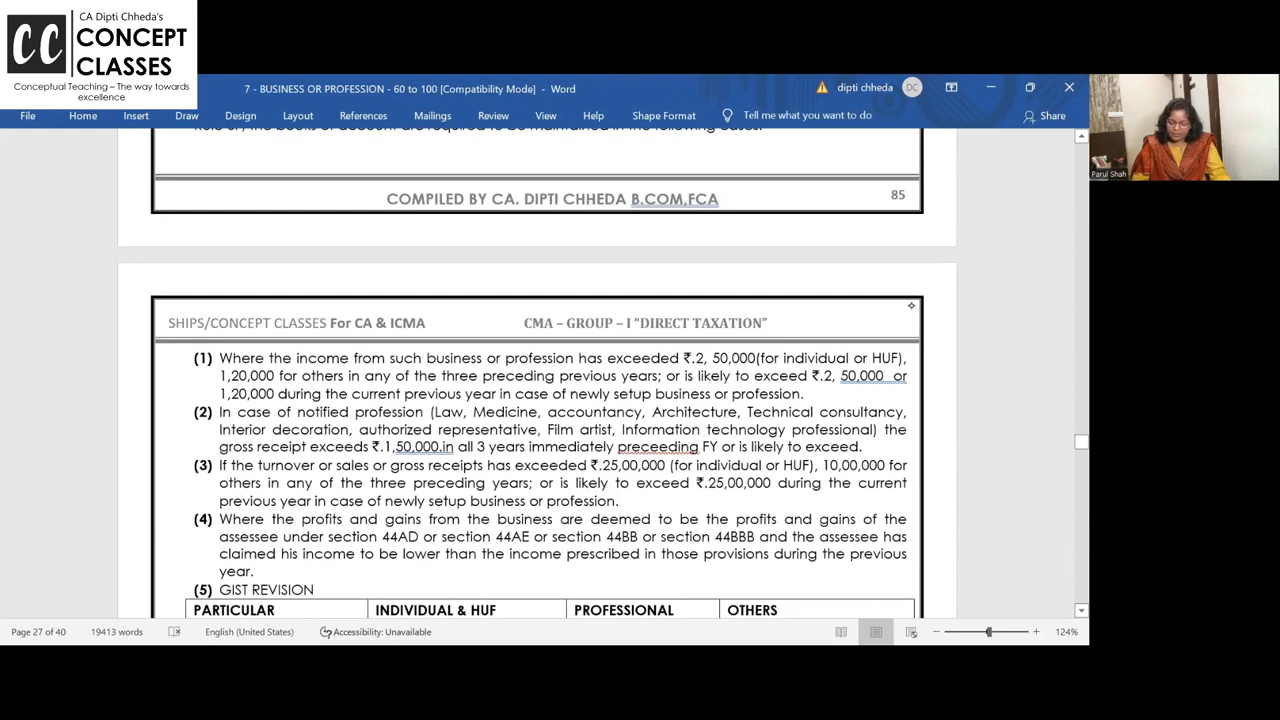 CA Dipti Chheda's
CC
CONCEPT
CLASSES
Conceptual Teaching – The way towards
excellence
7 - BUSINESS OR PROFESSION - 60 to 100 [Compatibility Mode] - Word
dipti chheda
DC
File Home Insert Draw Design Layout References Mailings Review View Help Shape Format Tell me what you want to do Share
COMPILED BY CA. DIPTI CHHEDA B.COM,FCA 85
SHIPS/CONCEPT CLASSES For CA & ICMA CMA – GROUP – I "DIRECT TAXATION"
(1) Where the income from such business or profession has exceeded ₹.2, 50,000(for individual or HUF),
1,20,000 for others in any of the three preceding previous years; or is likely to exceed ₹.2, 50,000 or
1,20,000 during the current previous year in case of newly setup business or profession.
(2) In case of notified profession (Law, Medicine, accountancy, Architecture, Technical consultancy,
Interior decoration, authorized representative, Film artist, Information technology professional) the
gross receipt exceeds ₹.1,50,000.in all 3 years immediately preceeding FY or is likely to exceed.
(3) If the turnover or sales or gross receipts has exceeded ₹.25,00,000 (for individual or HUF), 10,00,000 for
others in any of the three preceding years; or is likely to exceed ₹.25,00,000 during the current
previous year in case of newly setup business or profession.
(4) Where the profits and gains from the business are deemed to be the profits and gains of the
assessee under section 44AD or section 44AE or section 44BB or section 44BBB and the assessee has
claimed his income to be lower than the income prescribed in those provisions during the previous
year.
(5) GIST REVISION
PARTICULAR INDIVIDUAL & HUF PROFESSIONAL OTHERS
Page 27 of 40 19413 words English (United States) Accessibility: Unavailable 124%
Parul Shah